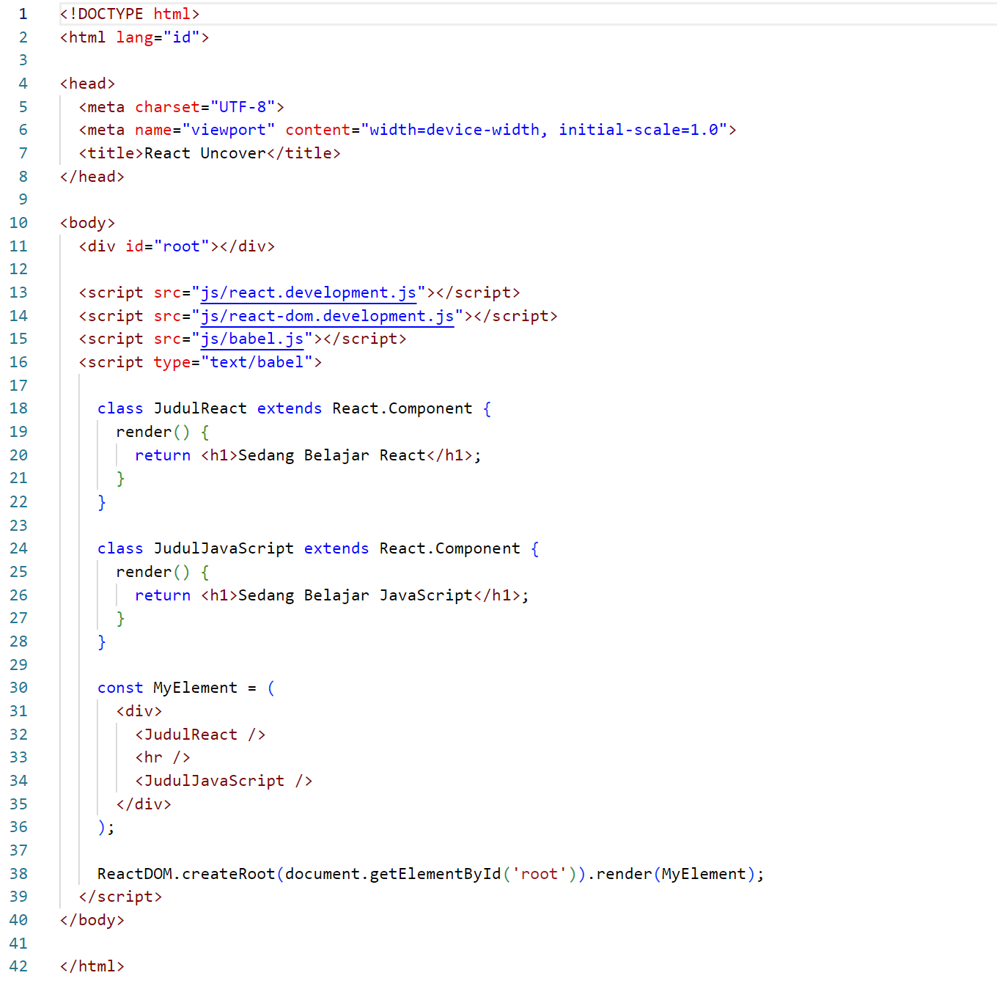 1 <!DOCTYPE html>
2 <html lang="id">
3
4 <head>
5   <meta charset="UTF-8">
6   <meta name="viewport" content="width=device-width, initial-scale=1.0">
7   <title>React Uncover</title>
8 </head>
9
10 <body>
11   <div id="root"></div>
12
13   <script src="js/react.development.js"></script>
14   <script src="js/react-dom.development.js"></script>
15   <script src="js/babel.js"></script>
16   <script type="text/babel">
17
18     class JudulReact extends React.Component {
19       render() {
20         return <h1>Sedang Belajar React</h1>;
21       }
22     }
23
24     class JudulJavaScript extends React.Component {
25       render() {
26         return <h1>Sedang Belajar JavaScript</h1>;
27       }
28     }
29
30     const MyElement = (
31       <div>
32         <JudulReact />
33         <hr />
34         <JudulJavaScript />
35       </div>
36     );
37
38     ReactDOM.createRoot(document.getElementById('root')).render(MyElement);
39   </script>
40 </body>
41
42 </html>